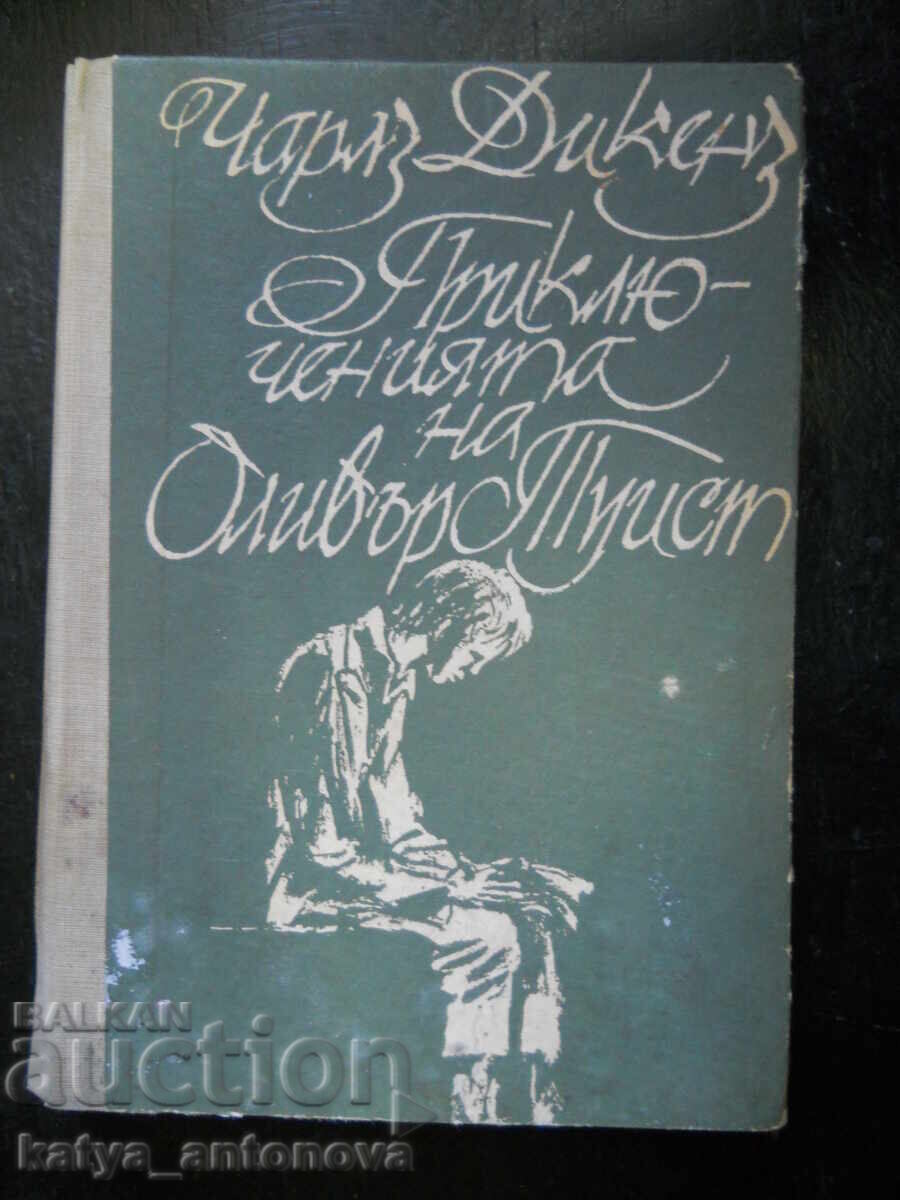 Чарлз Дикенз
Приклю-
ченията
на
Оливър Туист
BALKAN
auction
katya_antonova